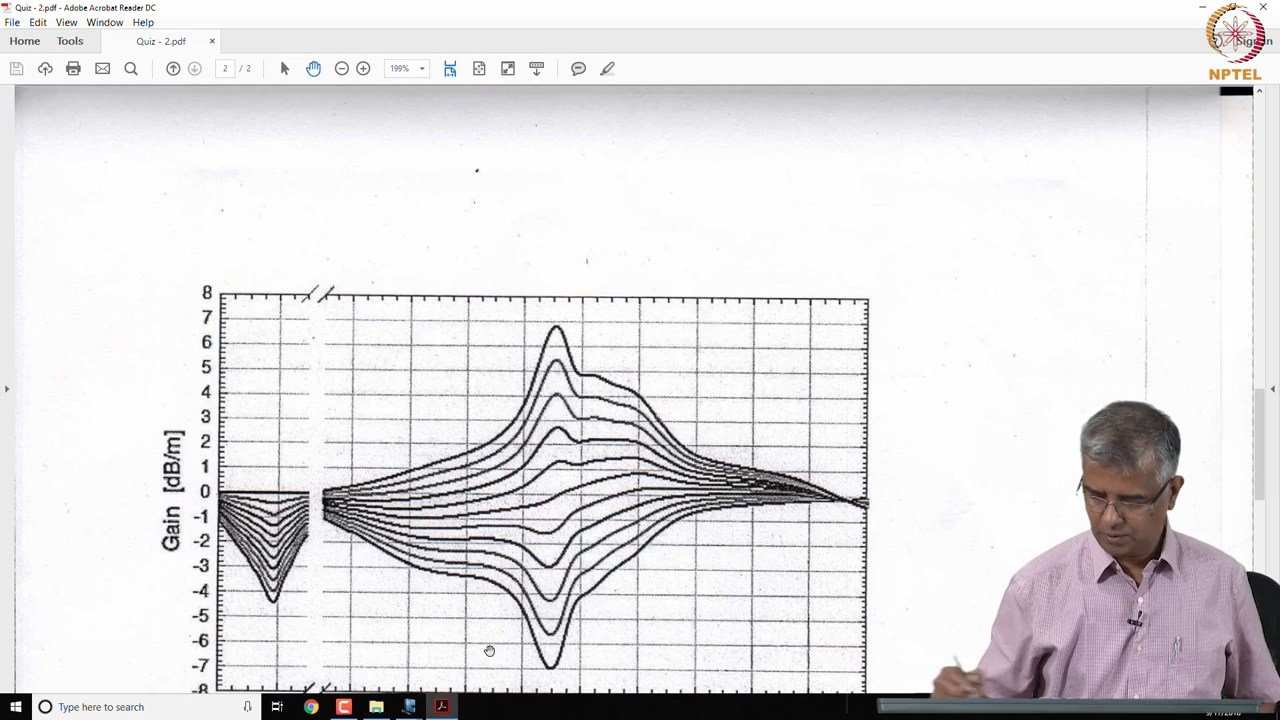 Quiz - 2.pdf - Adobe Acrobat Reader DC
File Edit View Window Help
Home Tools Quiz - 2.pdf ×
Sign In
2 / 2 199%
NPTEL
8
7
6
5
4
3
2
1
0
-1
-2
-3
-4
-5
-6
-7
-8
Gain [dB/m]
Type here to search